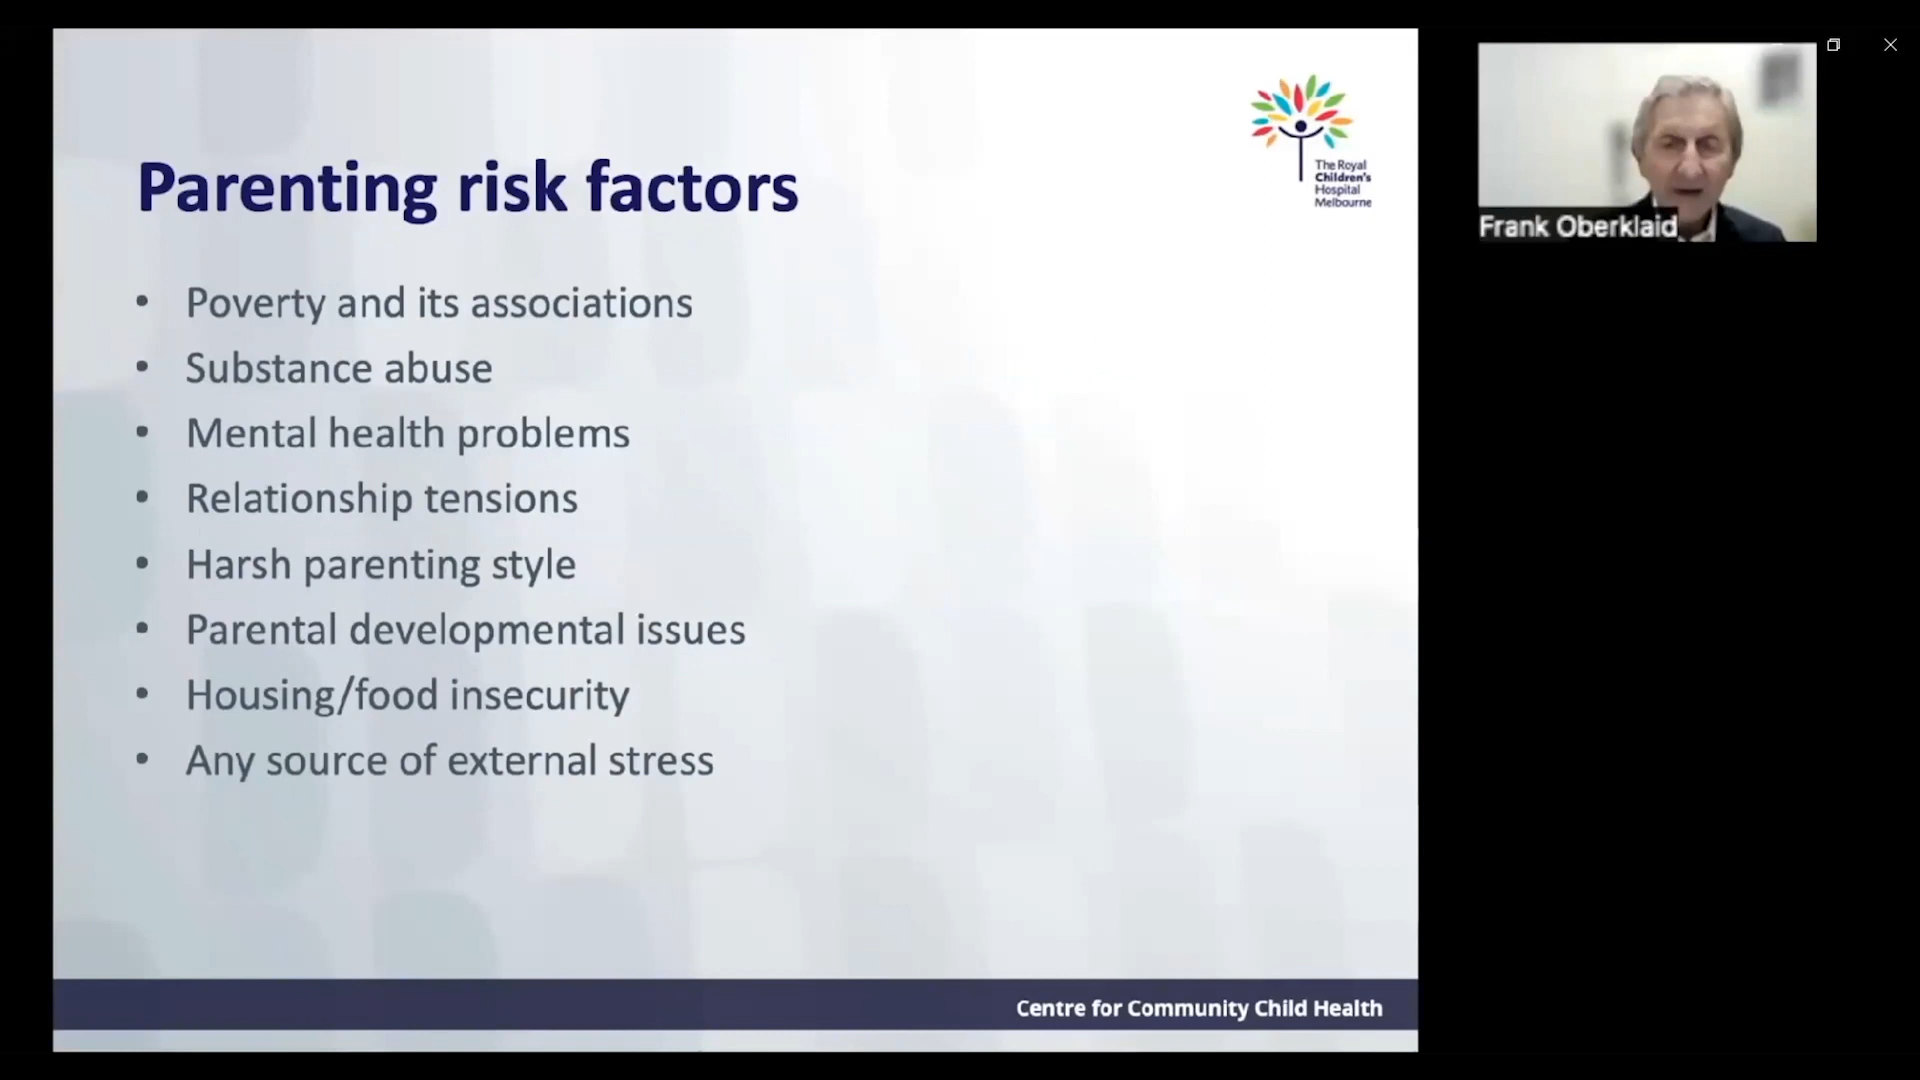 Parenting risk factors
The Royal
Children's
Hospital
Melbourne
Frank Oberklaid
• Poverty and its associations
• Substance abuse
• Mental health problems
• Relationship tensions
• Harsh parenting style
• Parental developmental issues
• Housing/food insecurity
• Any source of external stress
Centre for Community Child Health